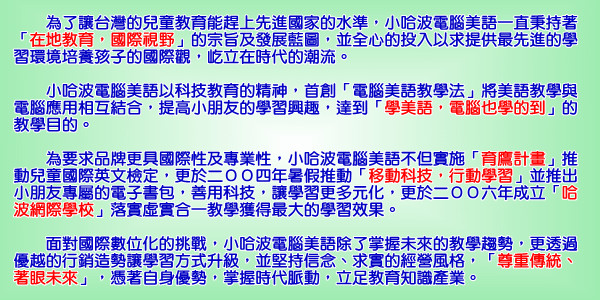 為了讓台灣的兒童教育能趕上先進國家的水準，小哈波電腦美語一直秉持著
「在地教育，國際視野」的宗旨及發展藍圖，並全心的投入以求提供最先進的學
習環境培養孩子的國際觀，屹立在時代的潮流。
小哈波電腦美語以科技教育的精神，首創「電腦美語教學法」將美語教學與
電腦應用相互結合，提高小朋友的學習興趣，達到「學美語，電腦也學的到」的
教學目的。
為要求品牌更具國際性及專業性，小哈波電腦美語不但實施「育鷹計畫」推
動兒童國際英文檢定，更於二００四年暑假推動「移動科技，行動學習」並推出
小朋友專屬的電子書包，善用科技，讓學習更多元化，更於二００六年成立「哈
波網際學校」落實虛實合一教學獲得最大的學習效果。
面對國際數位化的挑戰，小哈波電腦美語除了掌握未來的教學趨勢，更透過
優越的行銷造勢讓學習方式升級，並堅持信念、求實的經營風格，「尊重傳統、
著眼未來」，憑著自身優勢，掌握時代脈動，立足教育知識產業。